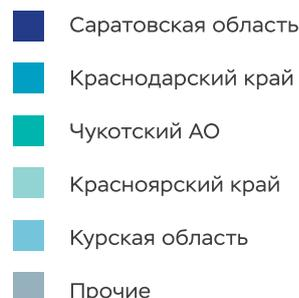 Саратовская область
Краснодарский край
Чукотский АО
Красноярский край
Курская область
Прочие